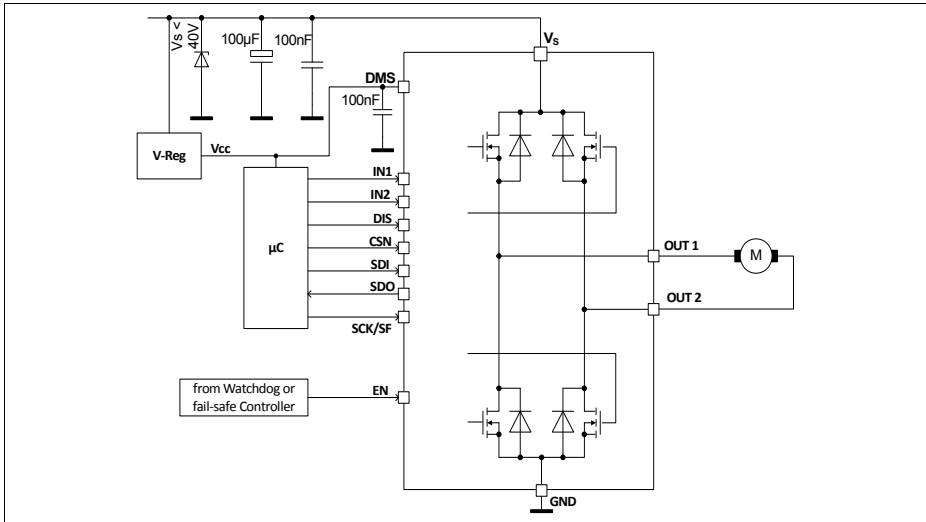 Vs <
40V
100µF
100nF
Vs
DMS
100nF
V-Reg
Vcc
µC
IN1
IN2
DIS
CSN
SDI
SDO
SCK/SF
OUT 1
M
OUT 2
from Watchdog or
fail-safe Controller
EN
GND